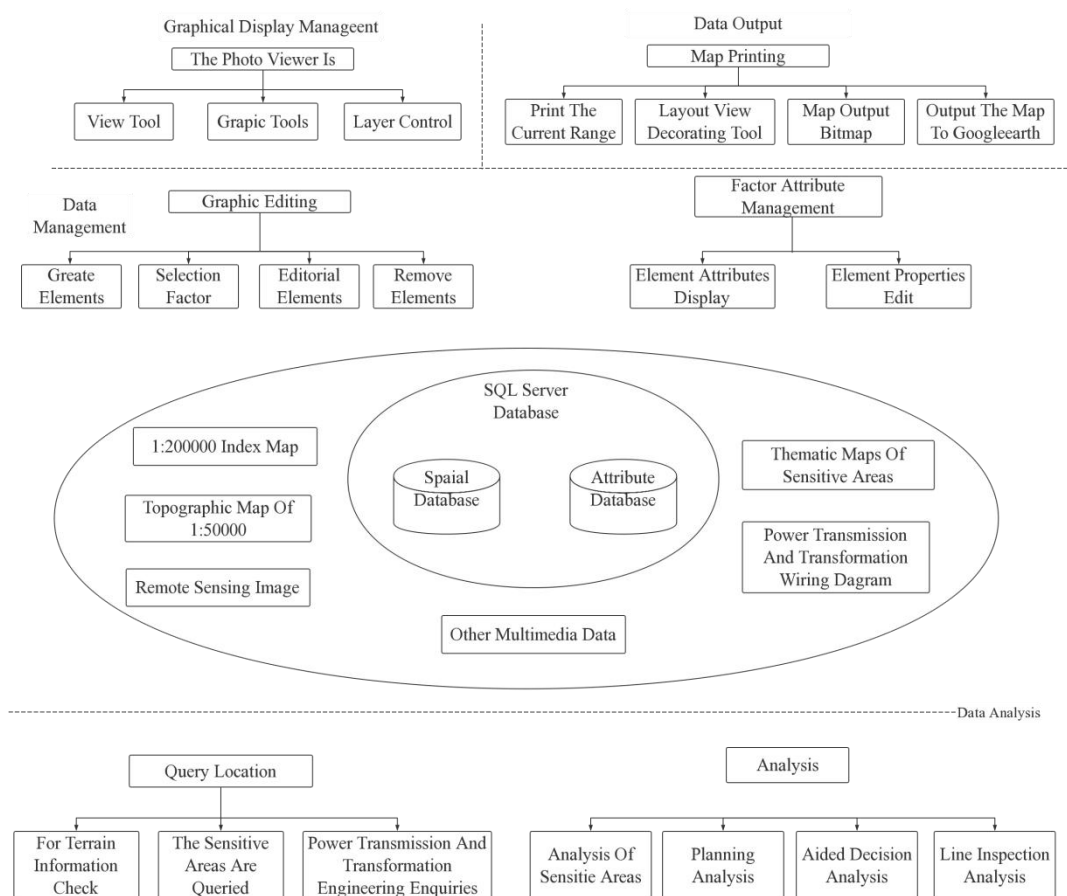 Graphical Display Manageent
The Photo Viewer Is
View Tool
Grapic Tools
Layer Control
Data Output
Map Printing
Print The
Current Range
Layout View
Decorating Tool
Map Output
Bitmap
Output The Map
To Googleearth
Data
Management
Graphic Editing
Greate
Elements
Selection
Factor
Editorial
Elements
Remove
Elements
Factor Attribute
Management
Element Attributes
Display
Element Properties
Edit
SQL Server
Database
Spaial
Database
Attribute
Database
1:200000 Index Map
Topographic Map Of
1:50000
Remote Sensing Image
Thematic Maps Of
Sensitive Areas
Power Transmission
And Transformation
Wiring Dagram
Other Multimedia Data
Data Analysis
Query Location
For Terrain
Information
Check
The Sensitive
Areas Are
Queried
Power Transmission And
Transformation
Engineering Enquiries
Analysis
Analysis Of
Sensitie Areas
Planning
Analysis
Aided Decision
Analysis
Line Inspection
Analysis